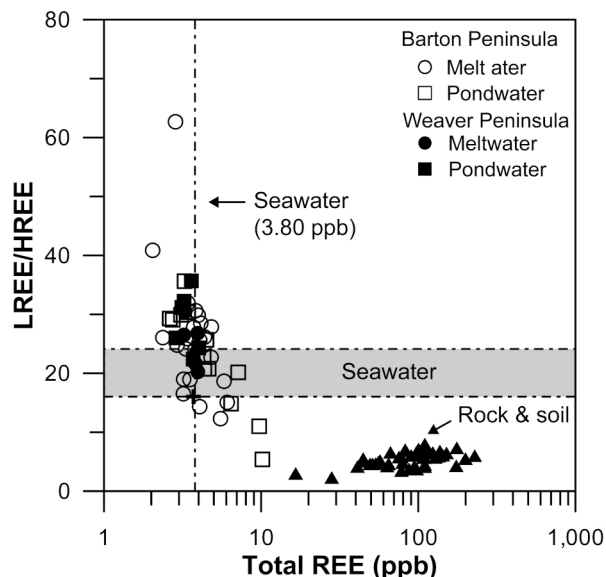 80
60
40
20
0
LREE/HREE
Barton Peninsula
Melt ater
Pondwater
Weaver Peninsula
Meltwater
Pondwater
Seawater
(3.80 ppb)
Seawater
Rock & soil
1
10
100
1,000
Total REE (ppb)